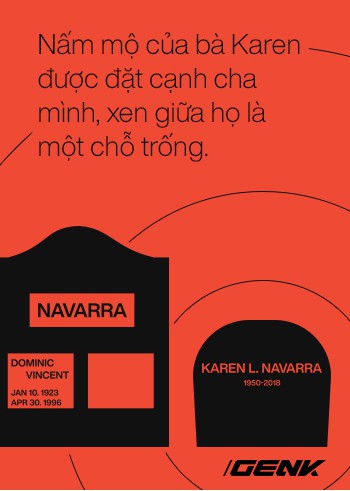 Nấm mộ của bà Karen
được đặt cạnh cha
mình, xen giữa họ là
một chỗ trống.
NAVARRA
DOMINIC
VINCENT
JAN 10. 1923
APR 30. 1996
KAREN L. NAVARRA
1950-2018
/GENK